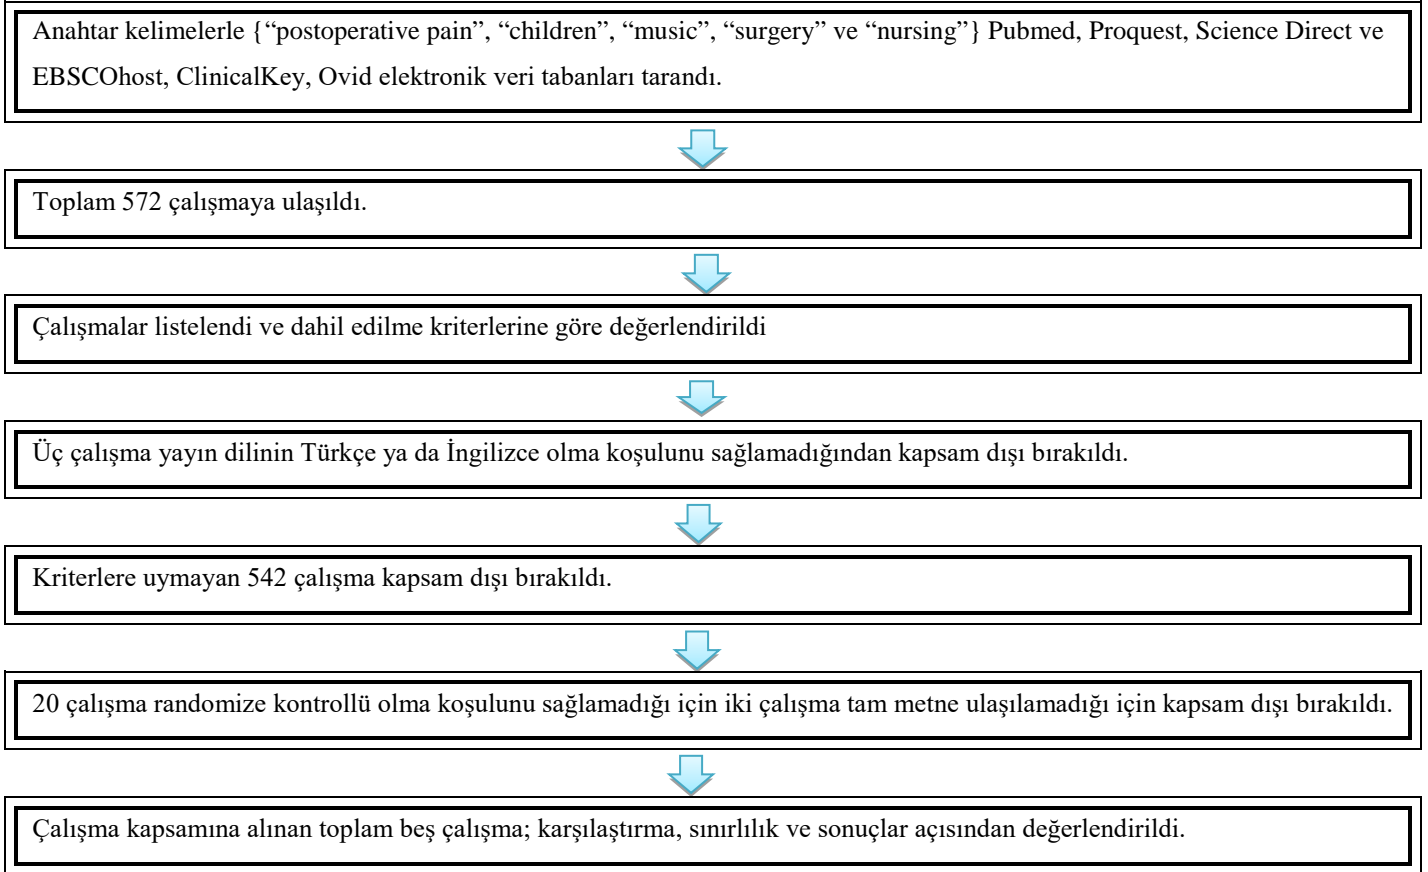 Anahtar kelimelerle {“postoperative pain”, “children”, “music”, “surgery” ve “nursing”} Pubmed, Proquest, Science Direct ve
EBSCOhost, ClinicalKey, Ovid elektronik veri tabanları tarandı.
Toplam 572 çalışmaya ulaşıldı.
Çalışmalar listelendi ve dahil edilme kriterlerine göre değerlendirildi
Üç çalışma yayın dilinin Türkçe ya da İngilizce olma koşulunu sağlamadığından kapsam dışı bırakıldı.
Kriterlere uymayan 542 çalışma kapsam dışı bırakıldı.
20 çalışma randomize kontrollü olma koşulunu sağlamadığı için iki çalışma tam metne ulaşılamadığı için kapsam dışı bırakıldı.
Çalışma kapsamına alınan toplam beş çalışma; karşılaştırma, sınırlılık ve sonuçlar açısından değerlendirildi.